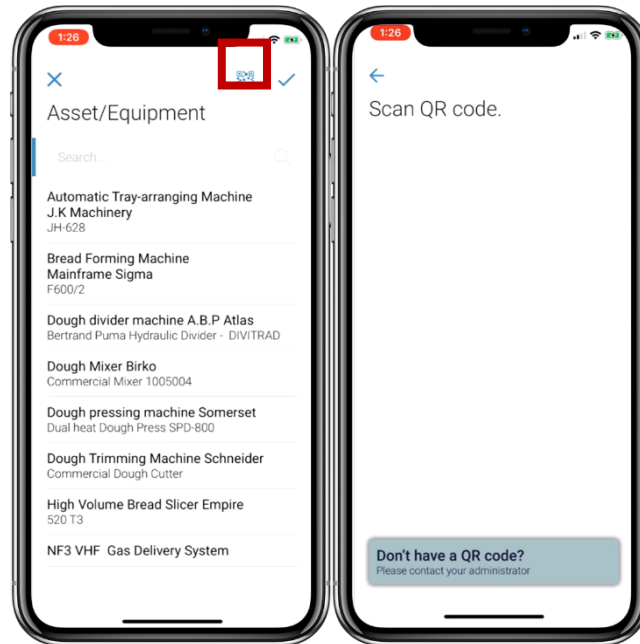 1:26
Asset/Equipment
Search...
Automatic Tray-arranging Machine
J.K Machinery
JH-628
Bread Forming Machine
Mainframe Sigma
F600/2
Dough divider machine A.B.P Atlas
Bertrand Puma Hydraulic Divider - DIVITRAD
Dough Mixer Birko
Commercial Mixer 1005004
Dough pressing machine Somerset
Dual heat Dough Press SPD-800
Dough Trimming Machine Schneider
Commercial Dough Cutter
High Volume Bread Slicer Empire
520 T3
NF3 VHF Gas Delivery System
1:26
Scan QR code.
Don't have a QR code?
Please contact your administrator